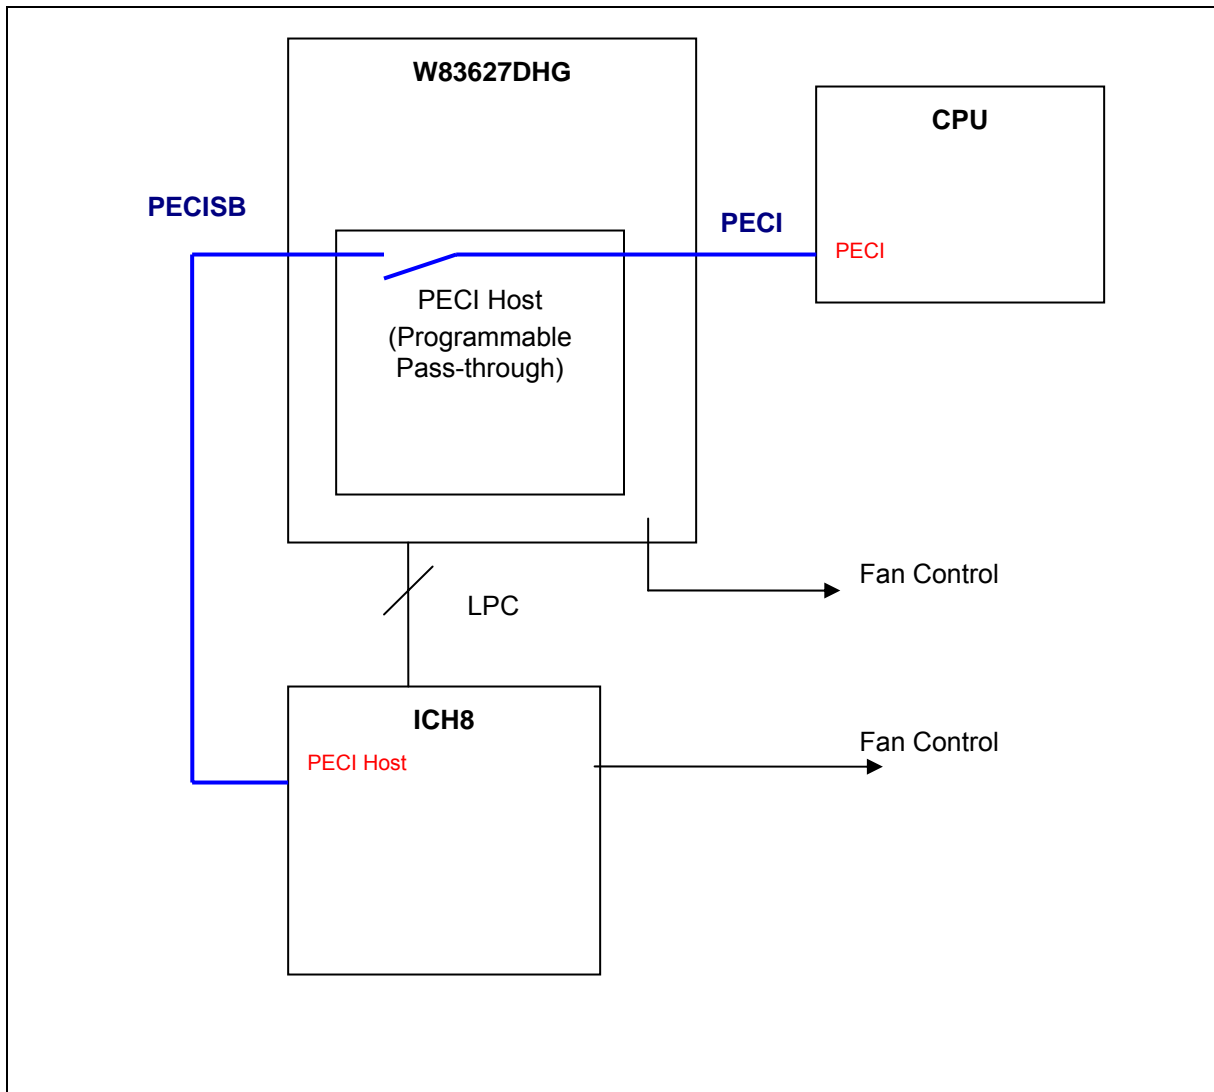 W83627DHG
CPU
PECISB
PECI
PECI
PECI Host
(Programmable
Pass-through)
Fan Control
LPC
ICH8
Fan Control
PECI Host